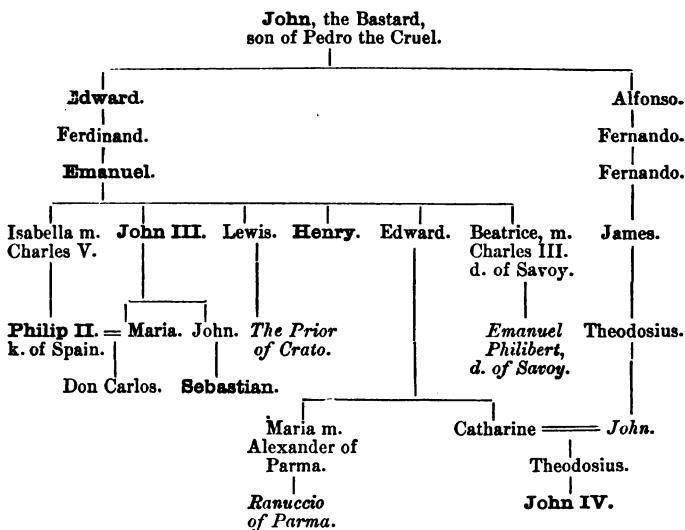 John, the Bastard,
son of Pedro the Cruel.
Edward. Alfonso.
Ferdinand. Fernando.
Emanuel. Fernando.
Isabella m. John III. Lewis. Henry. Edward. Beatrice, m. James.
Charles V. Charles III.
d. of Savoy.
Philip II. = Maria. John. The Prior Emanuel Theodosius.
k. of Spain. of Crato. Philibert,
Don Carlos. Sebastian. d. of Savoy.
Maria m. Catharine = John.
Alexander of
Parma. Theodosius.
Ranuccio John IV.
of Parma.